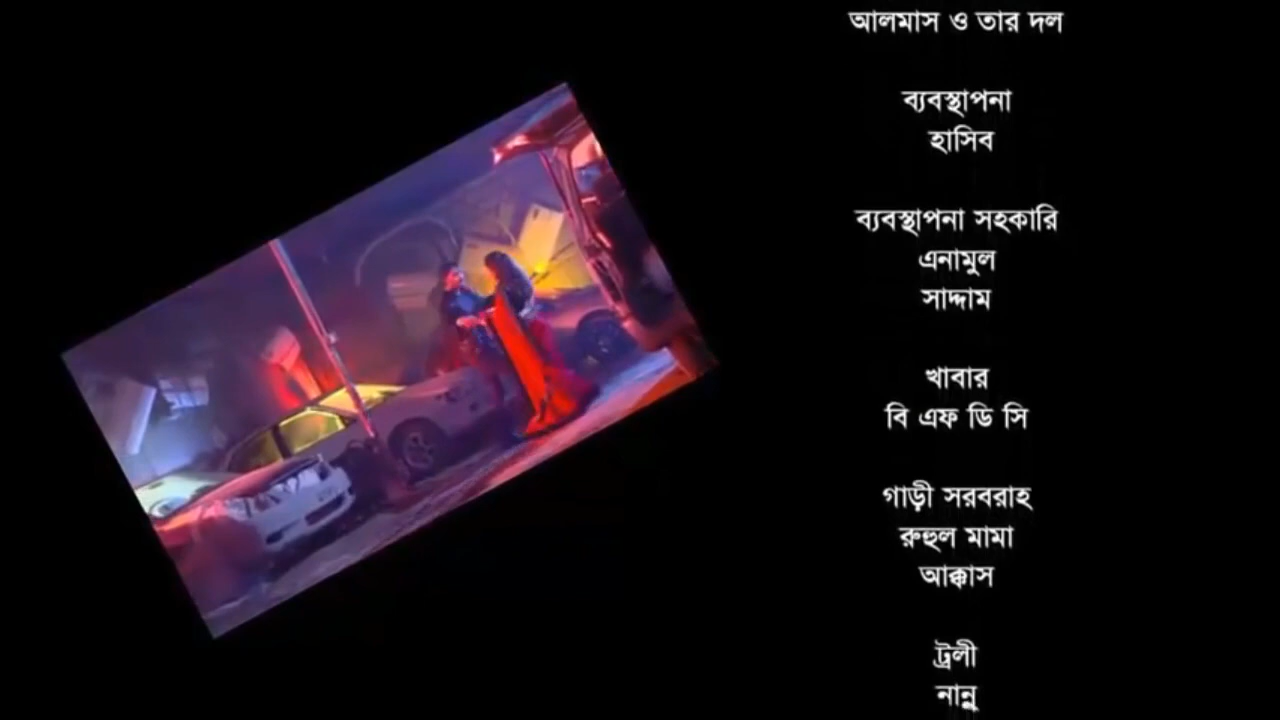 আলমাস ও তার দল
ব্যবস্থাপনা
হাসিব
ব্যবস্থাপনা সহকারি
এনামুল
সাদ্দাম
খাবার
বি এফ ডি সি
গাড়ী সরবরাহ
রুহুল মামা
আক্কাস
ট্রলী
নান্নু